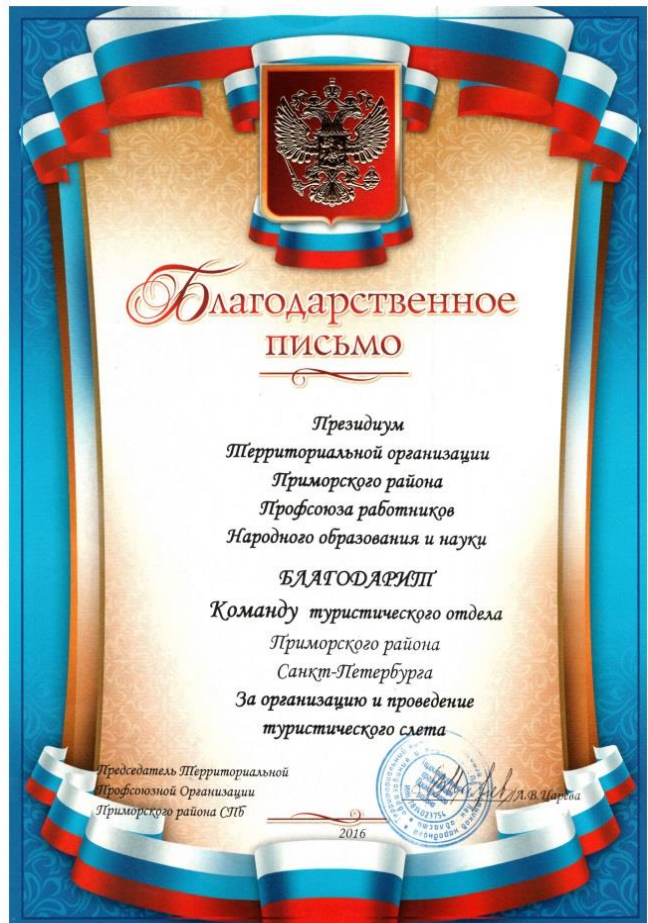 Благодарственное
письмо
Президиум
Территориальной организации
Приморского района
Профсоюза работников
Народного образования и науки
БЛАГОДАРИТ
Команду туристического отдела
Приморского района
Санкт-Петербурга
За организацию и проведение
туристического слета
Председатель Территориальной
Профсоюзной Организации
Приморского района СПб
Л.В.Царева
2016